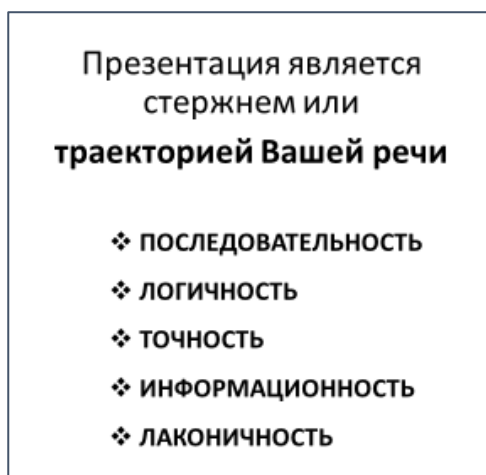 Презентация является
стержнем или
траекторией Вашей речи
❖ ПОСЛЕДОВАТЕЛЬНОСТЬ
❖ ЛОГИЧНОСТЬ
❖ ТОЧНОСТЬ
❖ ИНФОРМАЦИОННОСТЬ
❖ ЛАКОНИЧНОСТЬ